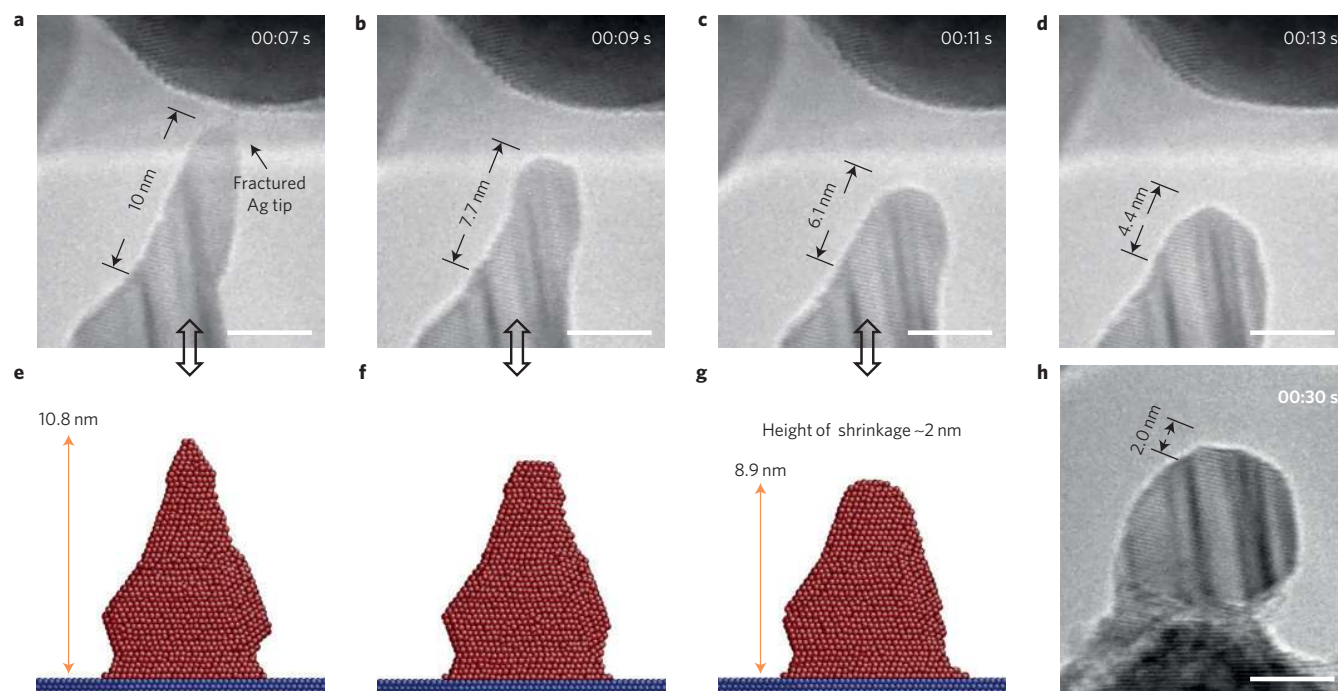 a
00:07 s
10 nm
Fractured
Ag tip
b
00:09 s
7.7 nm
c
00:11 s
6.1 nm
d
00:13 s
4.4 nm
e
10.8 nm
f
g
Height of shrinkage ~2 nm
8.9 nm
h
00:30 s
2.0 nm